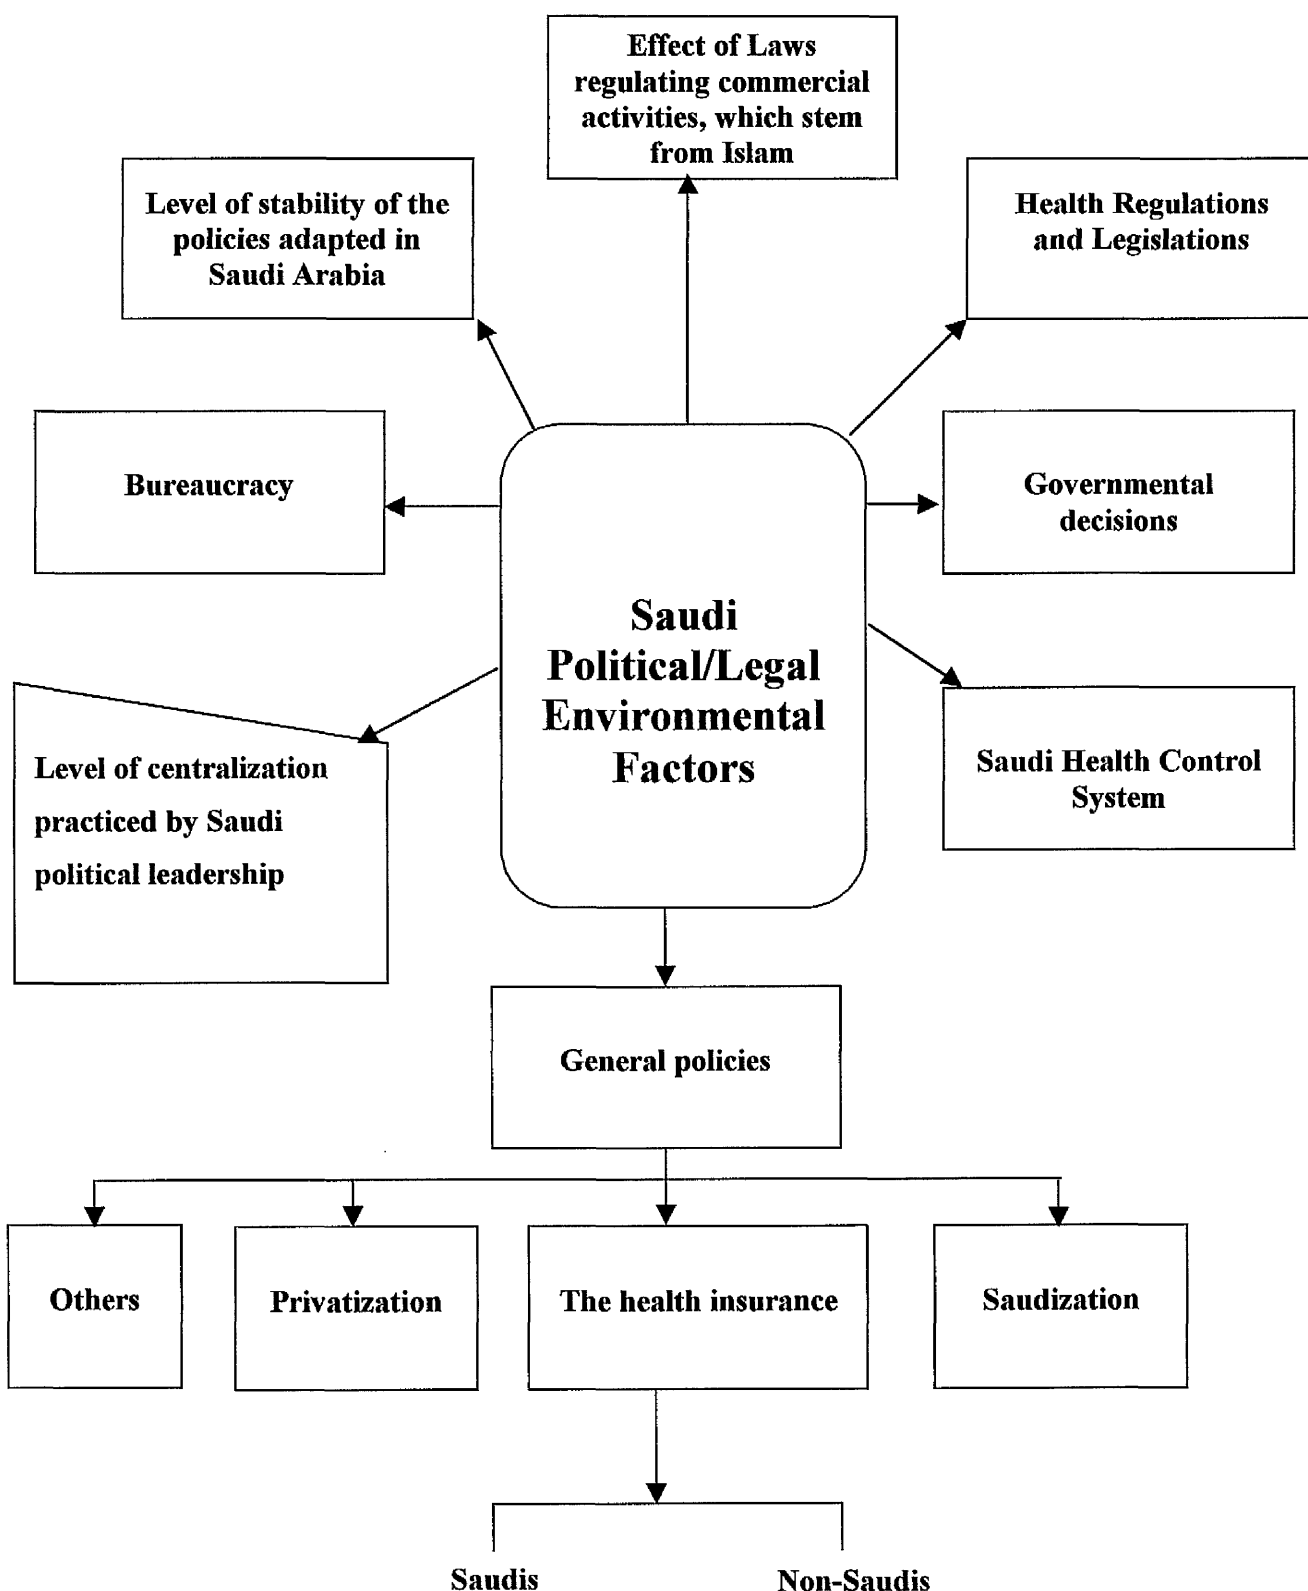 Effect of Laws
regulating commercial
activities, which stem
from Islam
Level of stability of the
policies adapted in
Saudi Arabia
Health Regulations
and Legislations
Bureaucracy
Governmental
decisions
Saudi
Political/Legal
Environmental
Factors
Level of centralization
practiced by Saudi
political leadership
Saudi Health Control
System
General policies
Others
Privatization
The health insurance
Saudization
Saudis
Non-Saudis